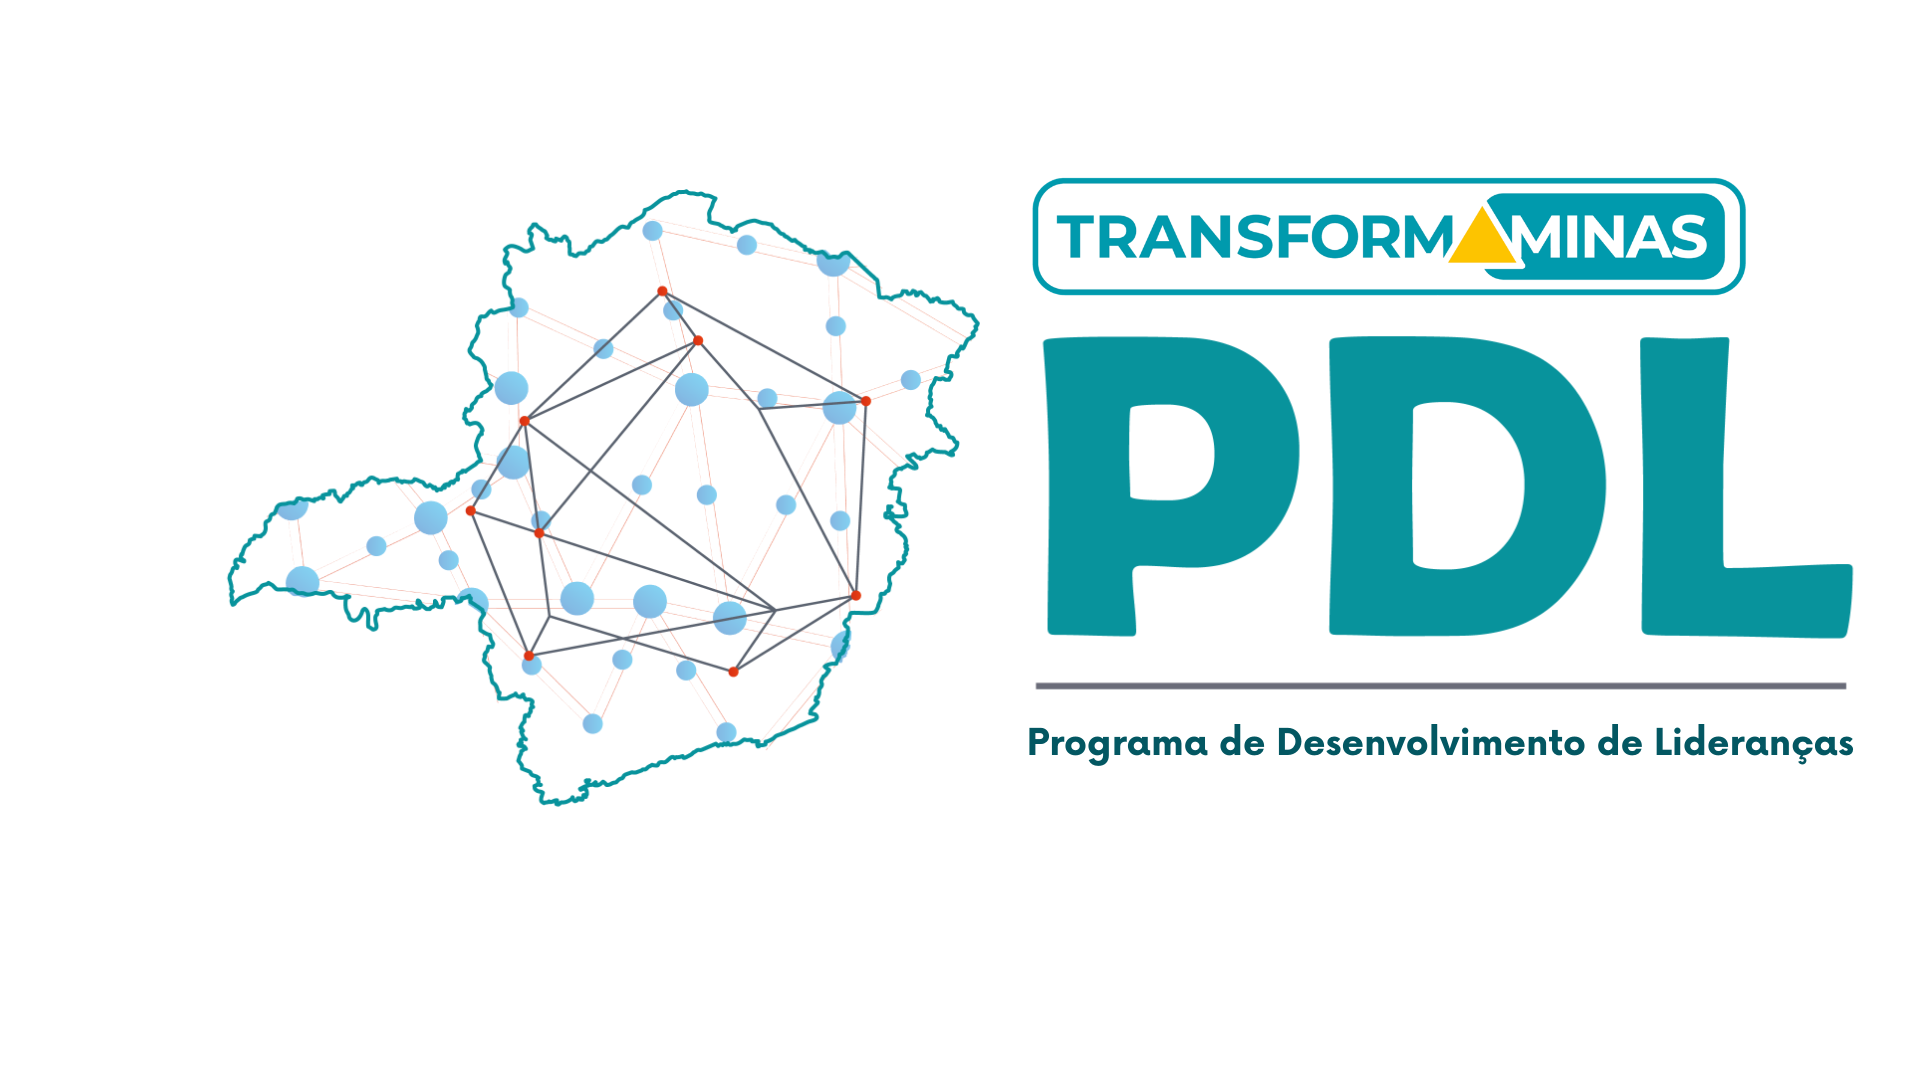 TRANSFORMAMINAS
PDL
Programa de Desenvolvimento de Lideranças